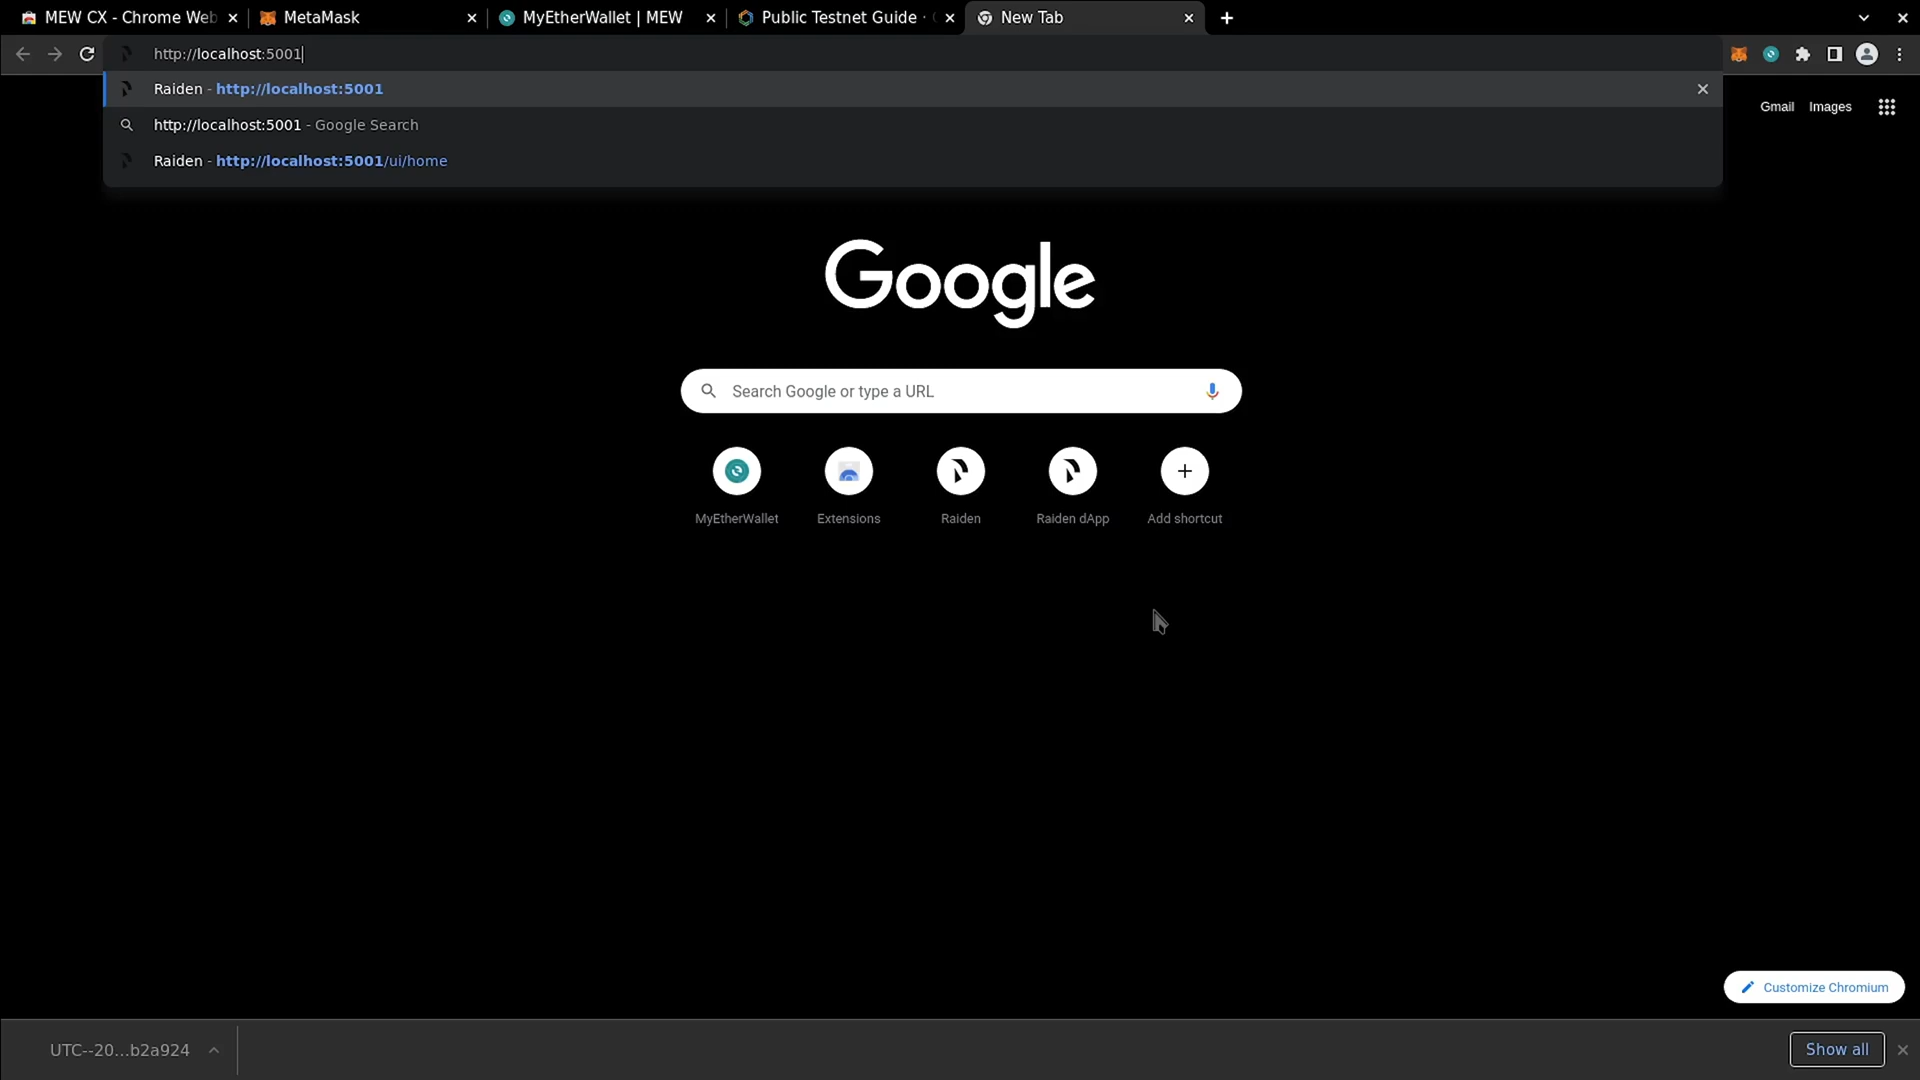 MEW CX - Chrome Web
MetaMask
MyEtherWallet | MEW
Public Testnet Guide ·
New Tab
http://localhost:5001
Raiden - http://localhost:5001
http://localhost:5001 - Google Search
Raiden - http://localhost:5001/ui/home
Gmail
Images
Google
Search Google or type a URL
MyEtherWallet
Extensions
Raiden
Raiden dApp
Add shortcut
Customize Chromium
UTC--20...b2a924
Show all